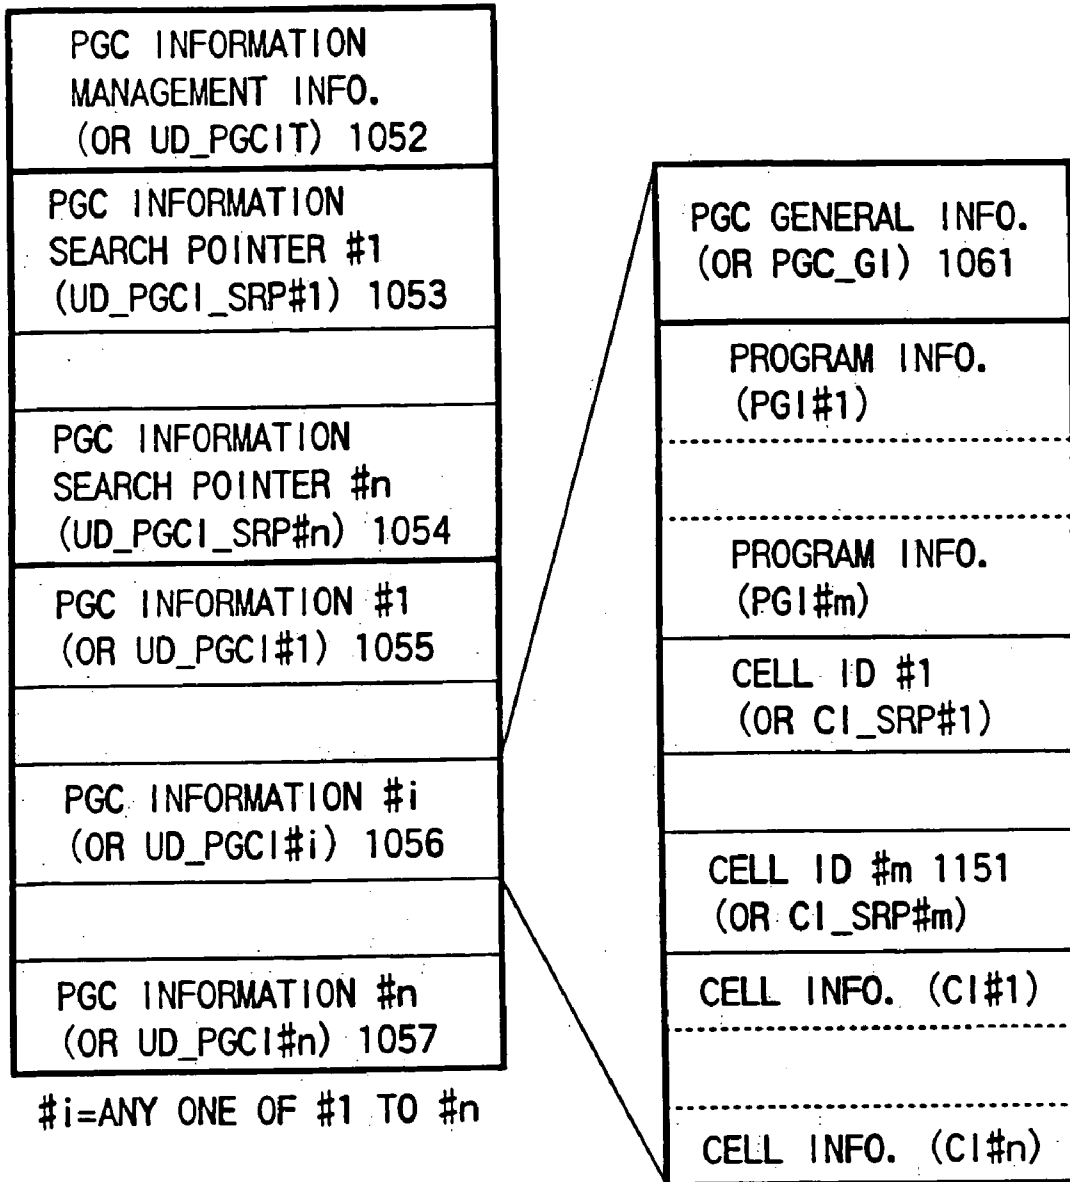 PGC INFORMATION
MANAGEMENT INFO.
(OR UD_PGCIT) 1052
PGC INFORMATION
SEARCH POINTER #1
(UD_PGCI_SRP#1) 1053
PGC INFORMATION
SEARCH POINTER #n
(UD_PGCI_SRP#n) 1054
PGC INFORMATION #1
(OR UD_PGCI#1) 1055
PGC INFORMATION #i
(OR UD_PGCI#i) 1056
PGC INFORMATION #n
(OR UD_PGCI#n) 1057
#i=ANY ONE OF #1 TO #n
PGC GENERAL INFO.
(OR PGC_GI) 1061
PROGRAM INFO.
(PGI#1)
PROGRAM INFO.
(PGI#m)
CELL ID #1
(OR CI_SRP#1)
CELL ID #m 1151
(OR CI_SRP#m)
CELL INFO. (CI#1)
CELL INFO. (CI#n)